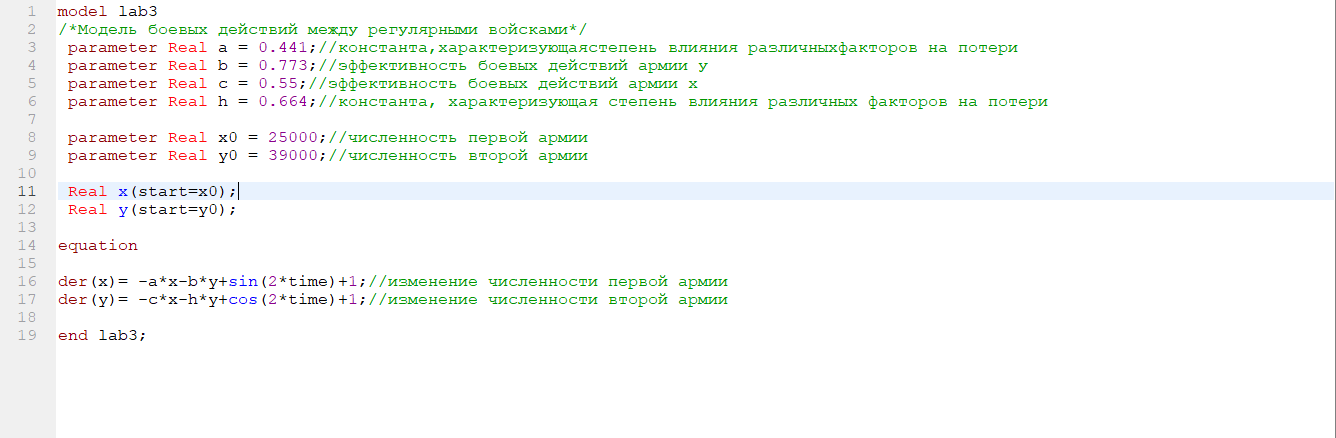 1 model lab3
2 /*Модель боевых действий между регулярными войсками*/
3 parameter Real a = 0.441;//константа,характеризующаястепень влияния различныхфакторов на потери
4 parameter Real b = 0.773;//эффективность боевых действий армии у
5 parameter Real c = 0.55;//эффективность боевых действий армии х
6 parameter Real h = 0.664;//константа, характеризующая степень влияния различных факторов на потери
7
8 parameter Real x0 = 25000;//численность первой армии
9 parameter Real y0 = 39000;//численность второй армии
10
11 Real x(start=x0);
12 Real y(start=y0);
13
14 equation
15
16 der(x)= -a*x-b*y+sin(2*time)+1;//изменение численности первой армии
17 der(y)= -c*x-h*y+cos(2*time)+1;//изменение численности второй армии
18
19 end lab3;